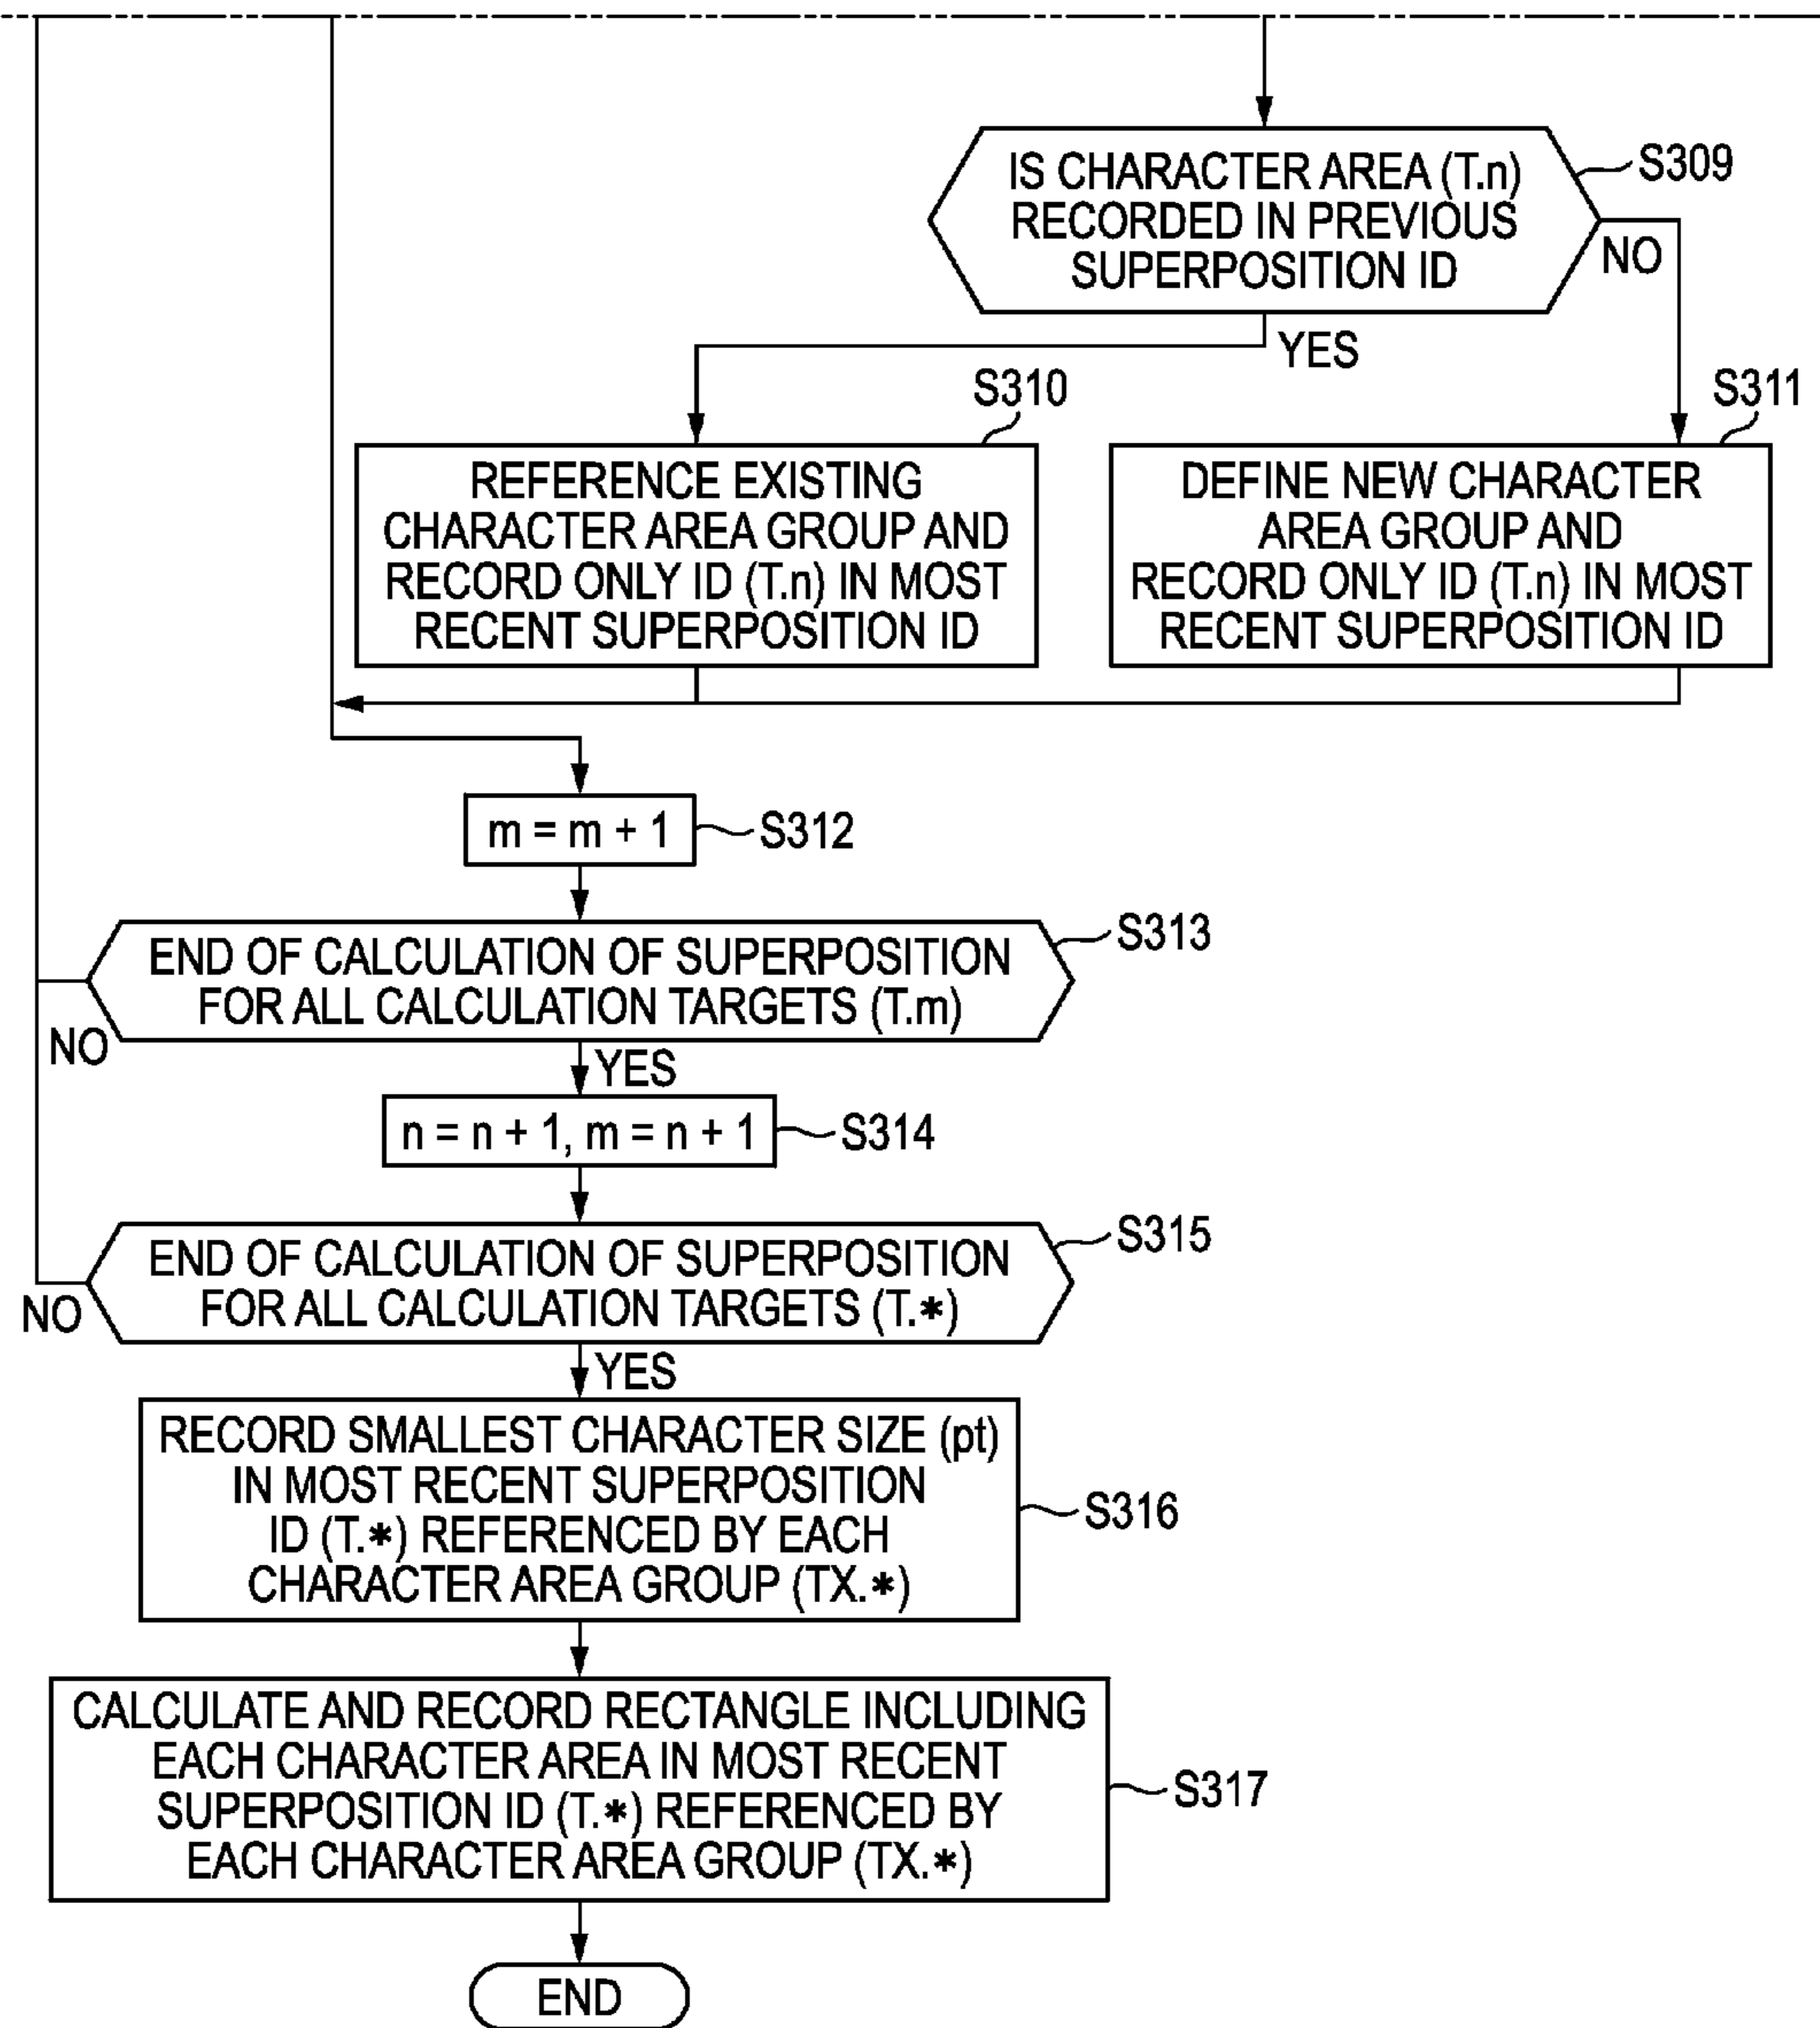 IS CHARACTER AREA (T.n)
RECORDED IN PREVIOUS
SUPERPOSITION ID
S309
NO
YES
S310
S311
REFERENCE EXISTING
CHARACTER AREA GROUP AND
RECORD ONLY ID (T.n) IN MOST
RECENT SUPERPOSITION ID
DEFINE NEW CHARACTER
AREA GROUP AND
RECORD ONLY ID (T.n) IN MOST
RECENT SUPERPOSITION ID
m = m + 1
S312
END OF CALCULATION OF SUPERPOSITION
FOR ALL CALCULATION TARGETS (T.m)
S313
NO
YES
n = n + 1, m = n + 1
S314
END OF CALCULATION OF SUPERPOSITION
FOR ALL CALCULATION TARGETS (T.*)
S315
NO
YES
RECORD SMALLEST CHARACTER SIZE (pt)
IN MOST RECENT SUPERPOSITION
ID (T.*) REFERENCED BY EACH
CHARACTER AREA GROUP (TX.*)
S316
CALCULATE AND RECORD RECTANGLE INCLUDING
EACH CHARACTER AREA IN MOST RECENT
SUPERPOSITION ID (T.*) REFERENCED BY
EACH CHARACTER AREA GROUP (TX.*)
S317
END